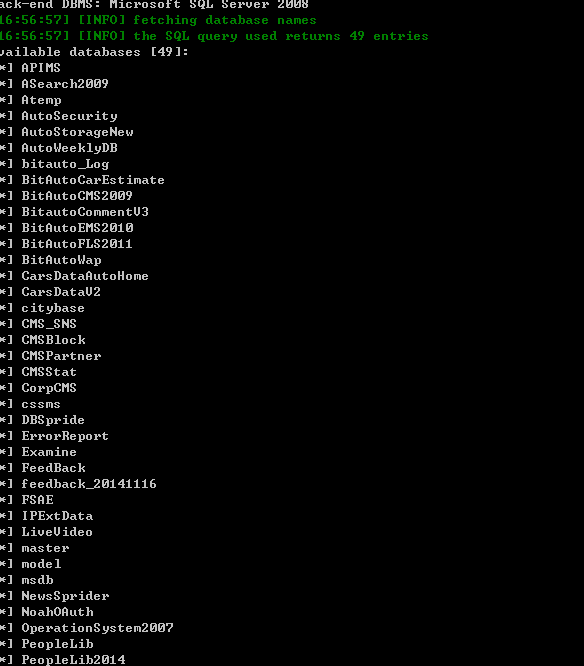 ack-end DBMS: Microsoft SQL Server 2008
16:56:57] [INFO] fetching database names
16:56:57] [INFO] the SQL query used returns 49 entries
vailable databases [49]:
*] APIMS
*] ASearch2009
*] Atemp
*] AutoSecurity
*] AutoStorageNew
*] AutoWeeklyDB
*] bitauto_Log
*] BitAutoCarEstimate
*] BitAutoCMS2009
*] BitautoCommentV3
*] BitAutoEMS2010
*] BitAutoFLS2011
*] BitAutoWap
*] CarsDataAutoHome
*] CarsDataV2
*] citybase
*] CMS_SNS
*] CMSBlock
*] CMSPartner
*] CMSStat
*] CorpCMS
*] cssms
*] DBSpride
*] ErrorReport
*] Examine
*] FeedBack
*] feedback_20141116
*] FSAE
*] IPExtData
*] LiveVideo
*] master
*] model
*] msdb
*] NewsSprider
*] NoahOAuth
*] OperationSystem2007
*] PeopleLib
*] PeopleLib2014